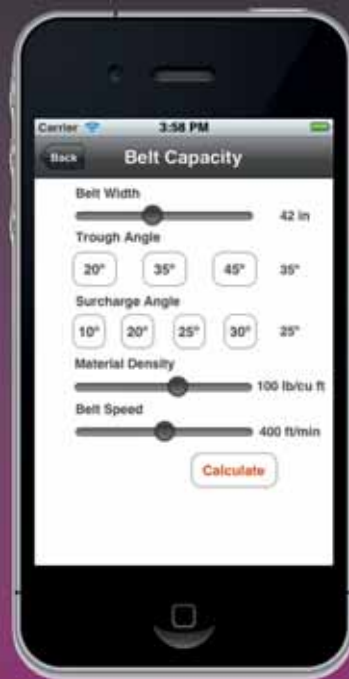 Carrier 3:58 PM
Back Belt Capacity
Belt Width
42 in
Trough Angle
20° 35° 45° 35°
Surcharge Angle
10° 20° 25° 30° 25°
Material Density
100 lb/cu ft
Belt Speed
400 ft/min
Calculate